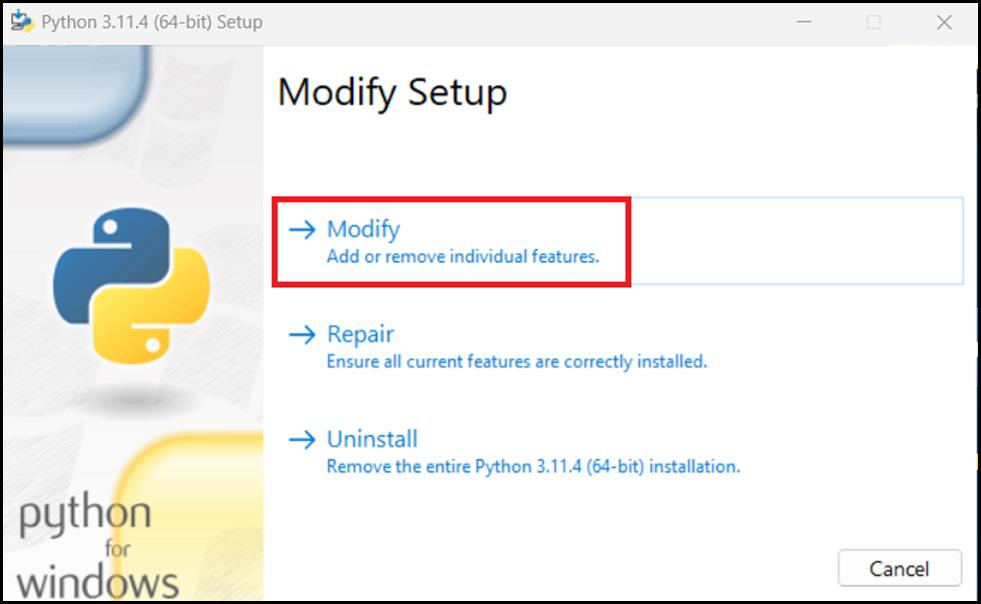 Python 3.11.4 (64-bit) Setup
Modify Setup
Modify
Add or remove individual features.
Repair
Ensure all current features are correctly installed.
Uninstall
Remove the entire Python 3.11.4 (64-bit) installation.
python
for
windows
Cancel